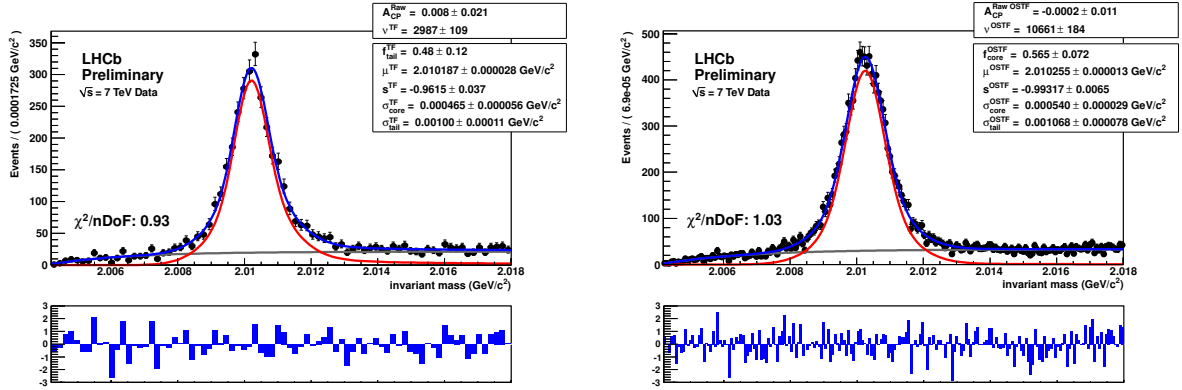 A_CP^Raw = 0.008 ± 0.021
ν^TF = 2987 ± 109
f_tail^TF = 0.48 ± 0.12
μ^TF = 2.010187 ± 0.000028 GeV/c²
s^TF = -0.9615 ± 0.037
σ_core^TF = 0.000465 ± 0.000056 GeV/c²
σ_tail^TF = 0.00100 ± 0.00011 GeV/c²
LHCb
Preliminary
√s = 7 TeV Data
χ²/nDoF: 0.93
Events / ( 0.0001725 GeV/c² )
350
300
250
200
150
100
50
0
2.006 2.008 2.01 2.012 2.014 2.016 2.018
invariant mass (GeV/c²)
3
2
1
0
-1
-2
-3
A_CP^Raw OSTF = -0.0002 ± 0.011
ν^OSTF = 10661 ± 184
f_core^OSTF = 0.565 ± 0.072
μ^OSTF = 2.010255 ± 0.000013 GeV/c²
s^OSTF = -0.99317 ± 0.0065
σ_core^OSTF = 0.000540 ± 0.000029 GeV/c²
σ_tail^OSTF = 0.001068 ± 0.000078 GeV/c²
LHCb
Preliminary
√s = 7 TeV Data
χ²/nDoF: 1.03
Events / ( 6.9e-05 GeV/c² )
500
400
300
200
100
0
2.006 2.008 2.01 2.012 2.014 2.016 2.018
invariant mass (GeV/c²)
3
2
1
0
-1
-2
-3